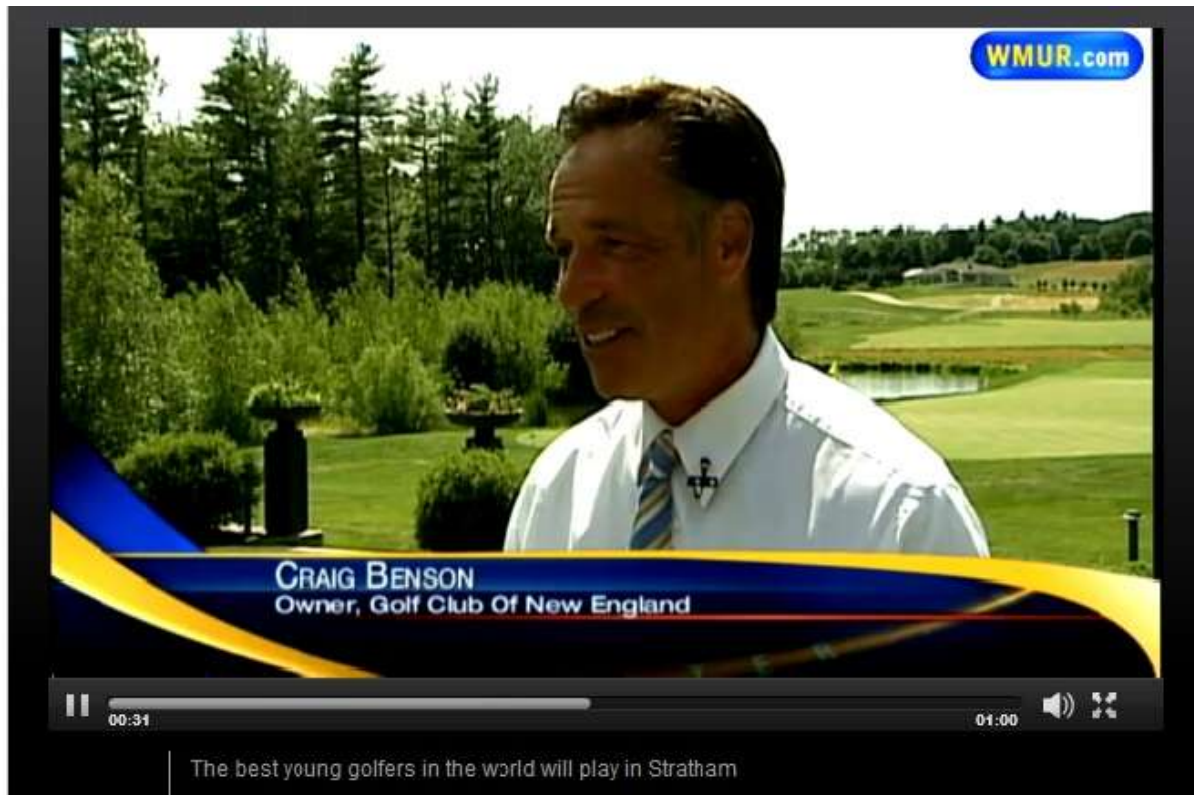 WMUR.com
CRAIG BENSON
Owner, Golf Club Of New England
00:31
01:00
The best young golfers in the world will play in Stratham